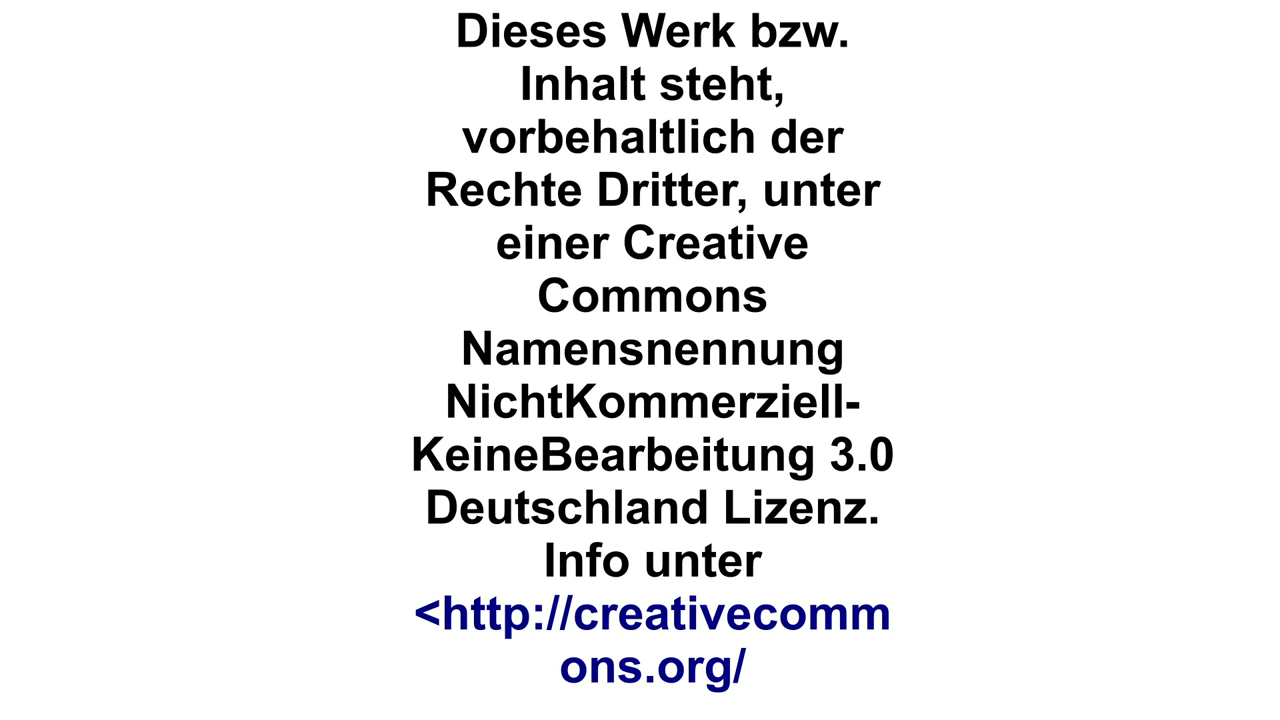 Dieses Werk bzw.
Inhalt steht,
vorbehaltlich der
Rechte Dritter, unter
einer Creative
Commons
Namensnennung
NichtKommerziell-
KeineBearbeitung 3.0
Deutschland Lizenz.
Info unter
<http://creativecomm
ons.org/